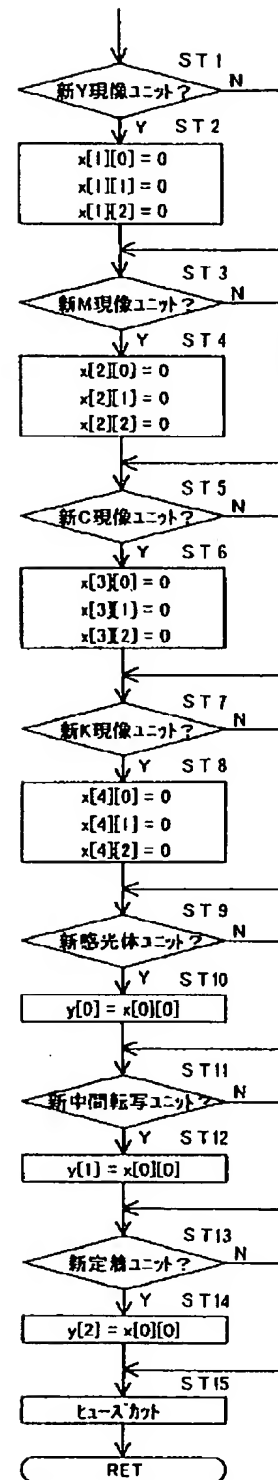 ST1
新Y現像ユニット?
N
Y
ST2
x[1][0] = 0
x[1][1] = 0
x[1][2] = 0
ST3
新M現像ユニット?
N
Y
ST4
x[2][0] = 0
x[2][1] = 0
x[2][2] = 0
ST5
新C現像ユニット?
N
Y
ST6
x[3][0] = 0
x[3][1] = 0
x[3][2] = 0
ST7
新K現像ユニット?
N
Y
ST8
x[4][0] = 0
x[4][1] = 0
x[4][2] = 0
ST9
新感光体ユニット?
N
Y
ST10
y[0] = x[0][0]
ST11
新中間転写ユニット?
N
Y
ST12
y[1] = x[0][0]
ST13
新定着ユニット?
N
Y
ST14
y[2] = x[0][0]
ST15
ヒューズカット
RET